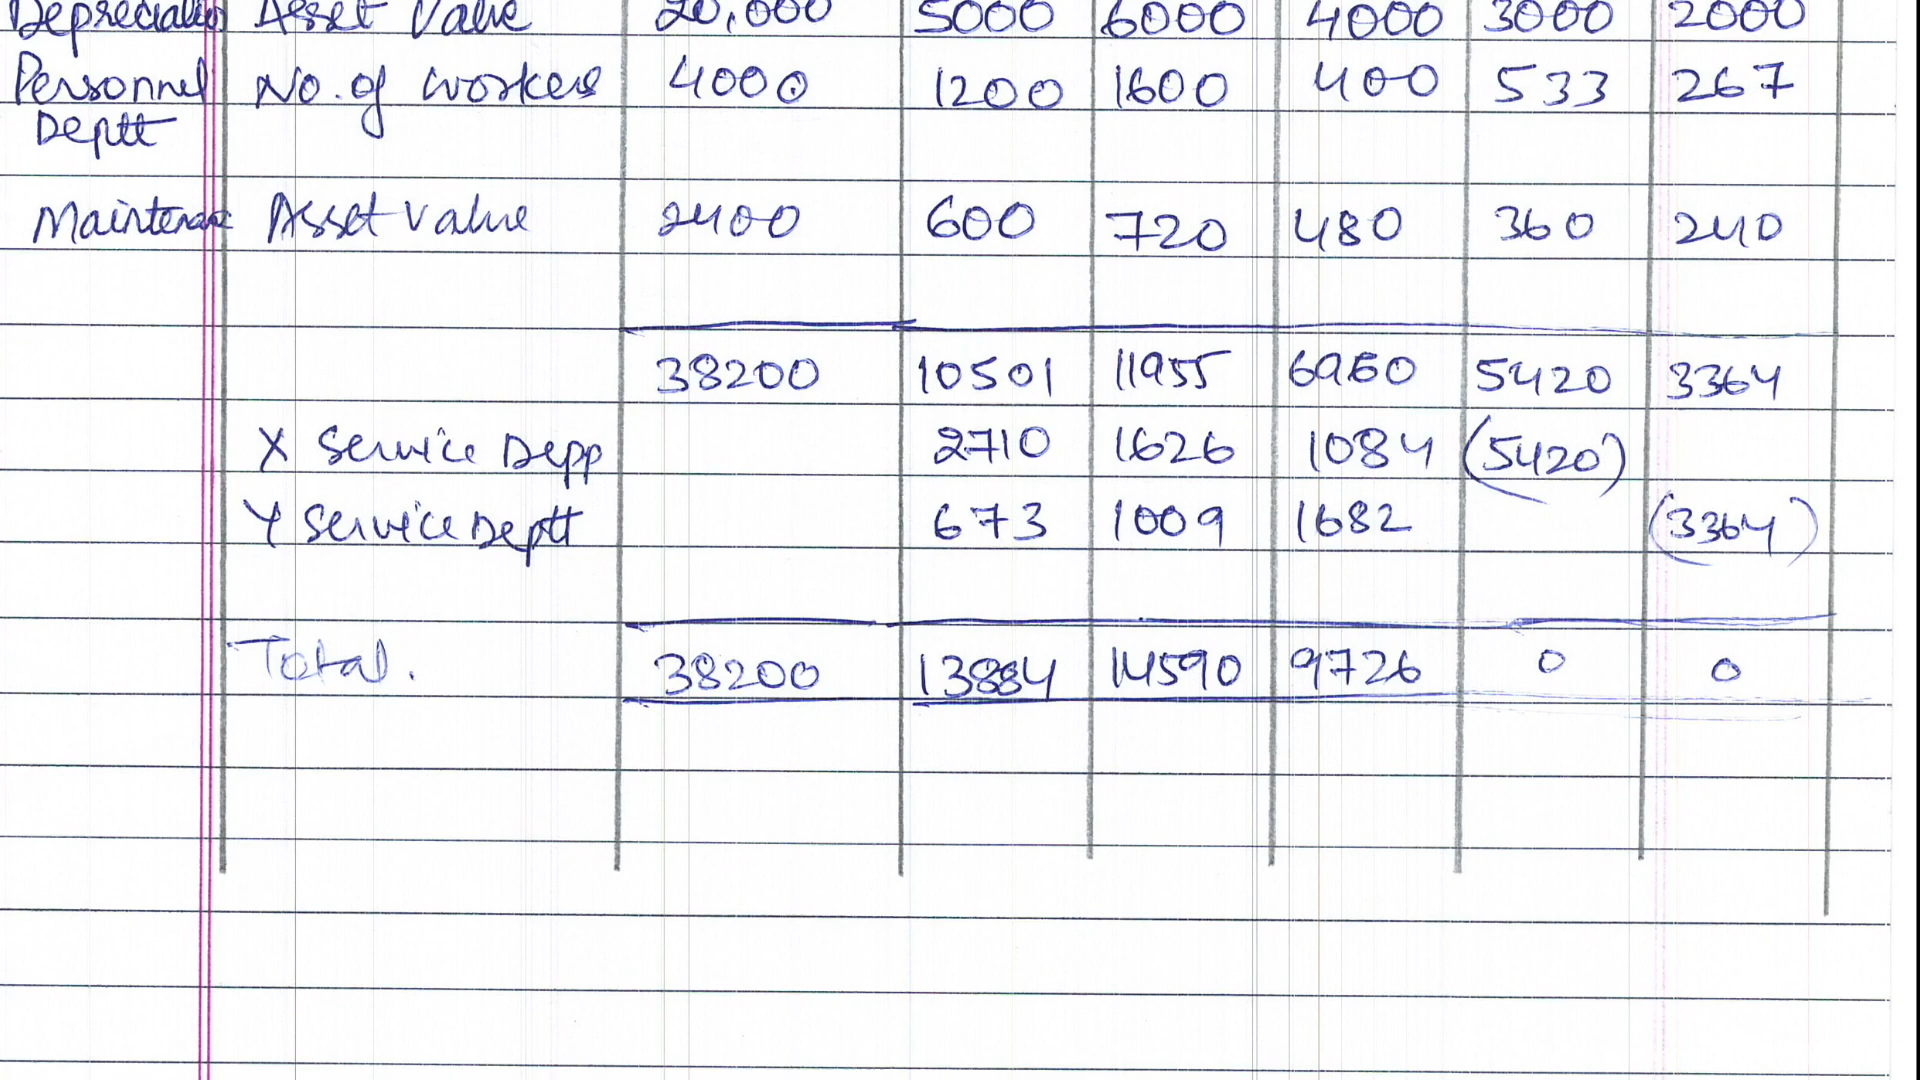 Depreciation Asset Value 20,000 5000 6000 4000 3000 2000
Personnel No. of workers 4000 1200 1600 400 533 267
Deptt
Maintenance Asset Value 2400 600 720 480 360 240
38200 10501 11955 6960 5420 3364
X Service Depp 2710 1626 1084 (5420)
Y Service Deptt 673 1009 1682 (3364)
Total. 38200 13884 14590 9726 0 0